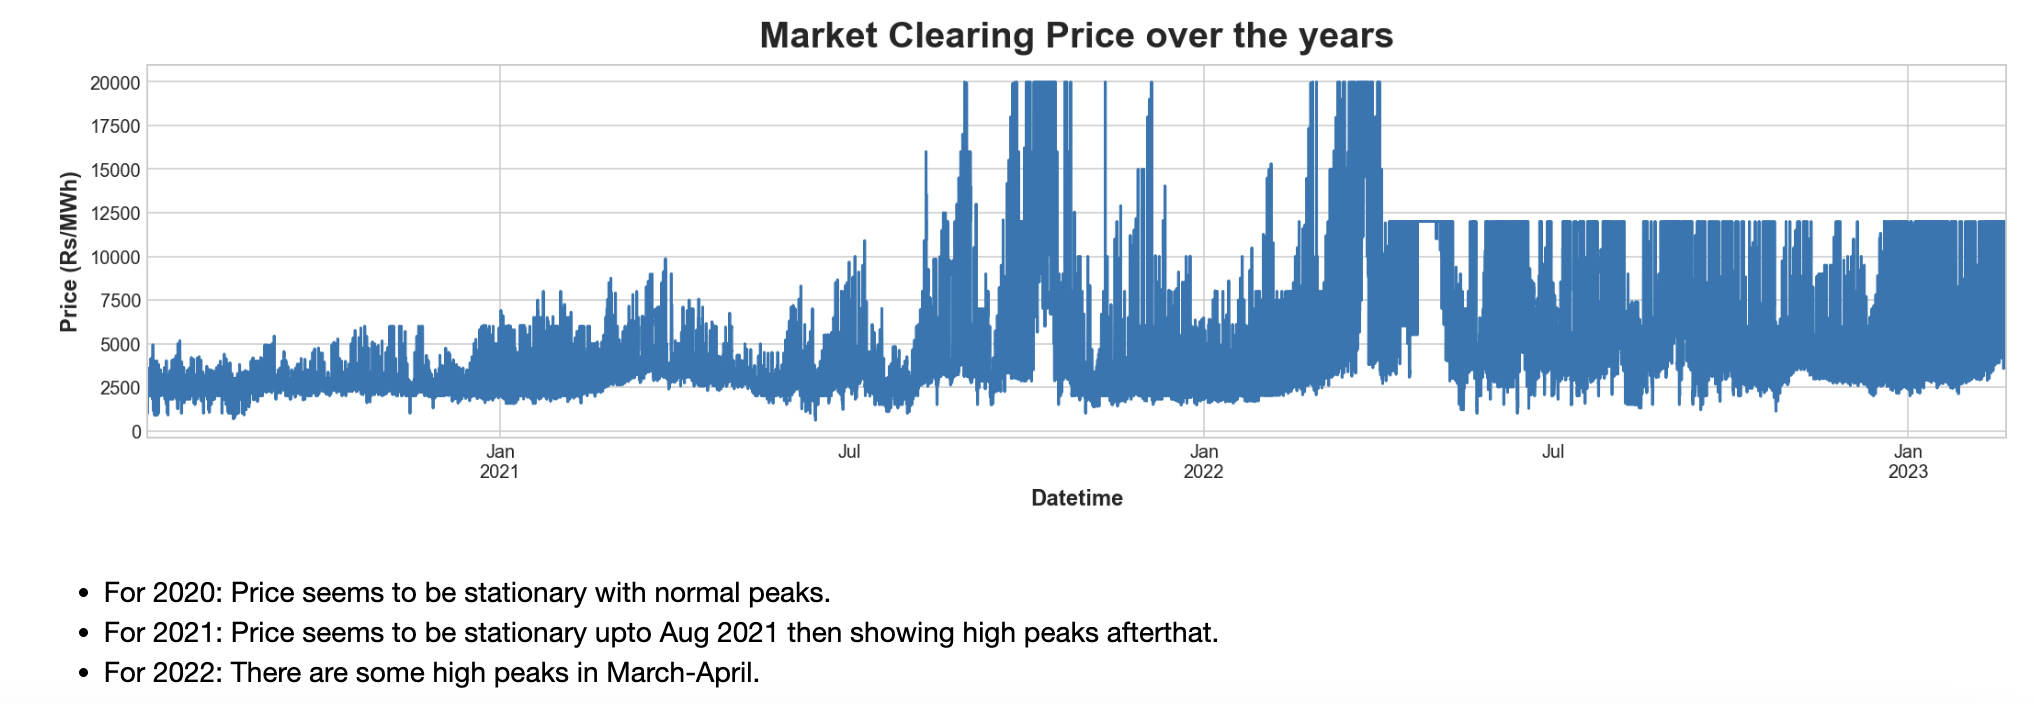 Market Clearing Price over the years
20000
17500
15000
12500
10000
7500
5000
2500
0
Price (Rs/MWh)
Jan
2021
Jul
Jan
2022
Jul
Jan
2023
Datetime
• For 2020: Price seems to be stationary with normal peaks.
• For 2021: Price seems to be stationary upto Aug 2021 then showing high peaks afterthat.
• For 2022: There are some high peaks in March-April.